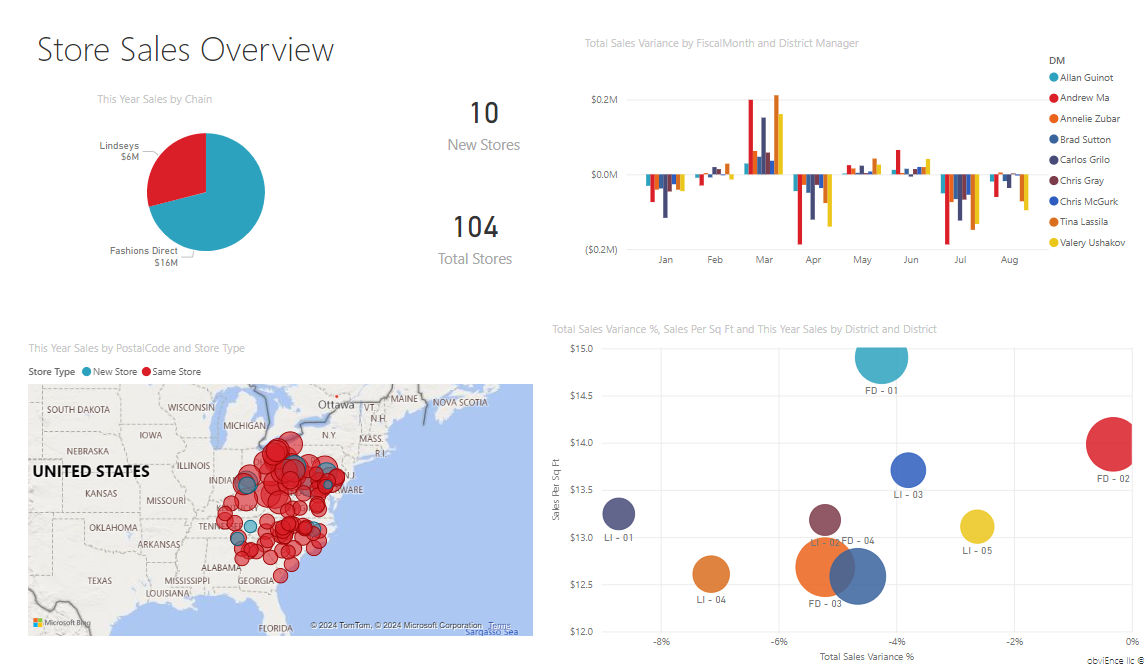 Store Sales Overview
This Year Sales by Chain
Lindseys
$6M
Fashions Direct
$16M
10
New Stores
104
Total Stores
Total Sales Variance by FiscalMonth and District Manager
$0.2M
$0.0M
($0.2M)
Jan Feb Mar Apr May Jun Jul Aug
DM
Allan Guinot
Andrew Ma
Annelie Zubar
Brad Sutton
Carlos Grilo
Chris Gray
Chris McGurk
Tina Lassila
Valery Ushakov
This Year Sales by PostalCode and Store Type
Store Type New Store Same Store
Ottawa
MAINE
NOVA SCOTIA
SOUTH DAKOTA
WISCONSIN
VT.
N.H.
MICHIGAN
IOWA
N.Y.
MASS.
NEBRASKA
R.I.
ILLINOIS
UNITED STATES
INDIA
N.J.
KANSAS
MISSOURI
AWARE
OKLAHOMA
TENNE
ARKANSAS
ALABAMA
TEXAS
MISSISSIPPI
GEORGIA
LOUISIANA
FLORIDA
Microsoft Bing
© 2024 TomTom, © 2024 Microsoft Corporation Terms
Sargasso Sea
Total Sales Variance %, Sales Per Sq Ft and This Year Sales by District and District
Sales Per Sq Ft
$15.0
$14.5
$14.0
$13.5
$13.0
$12.5
$12.0
FD - 01
FD - 02
LI - 03
LI - 01
LI - 02
FD - 04
LI - 05
LI - 04
FD - 03
-8% -6% -4% -2% 0%
Total Sales Variance %
obviEnce llc ©